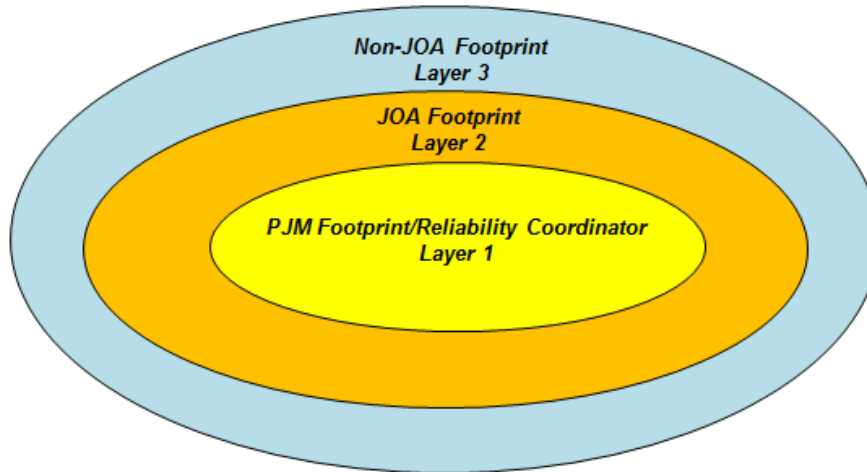 Non-JOA Footprint
Layer 3
JOA Footprint
Layer 2
PJM Footprint/Reliability Coordinator
Layer 1